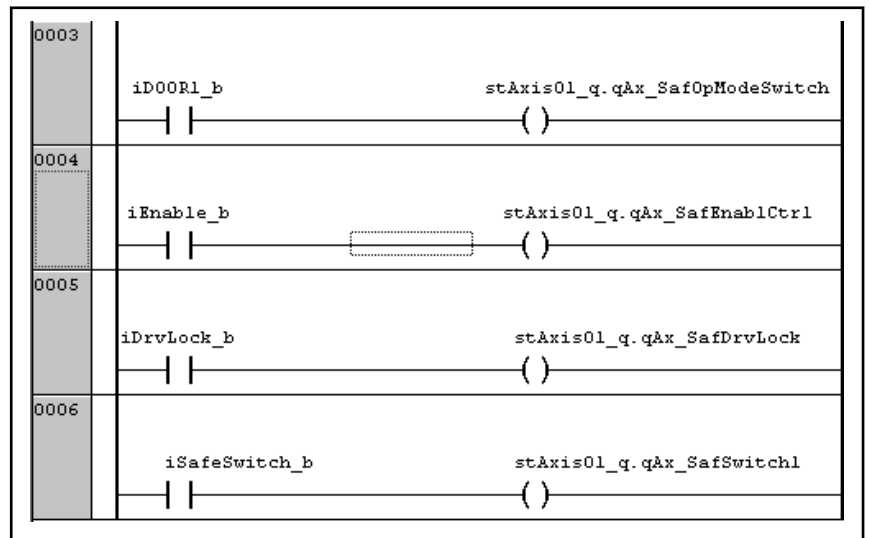 0003
iDOOR1_b stAxis01_q.qAx_SafOpModeSwitch
0004
iEnable_b stAxis01_q.qAx_SafEnablCtrl
0005
iDrvLock_b stAxis01_q.qAx_SafDrvLock
0006
iSafeSwitch_b stAxis01_q.qAx_SafSwitch1